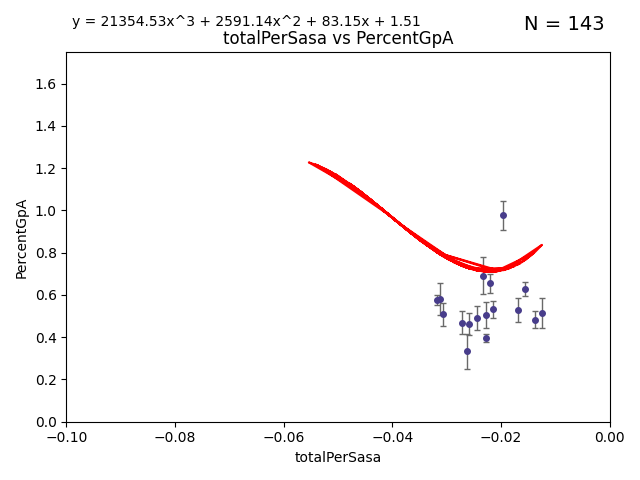 y = 21354.53x^3 + 2591.14x^2 + 83.15x + 1.51
N = 143
totalPerSasa vs PercentGpA
1.6
1.4
1.2
1.0
0.8
0.6
0.4
0.2
0.0
PercentGpA
−0.10 −0.08 −0.06 −0.04 −0.02 0.00
totalPerSasa